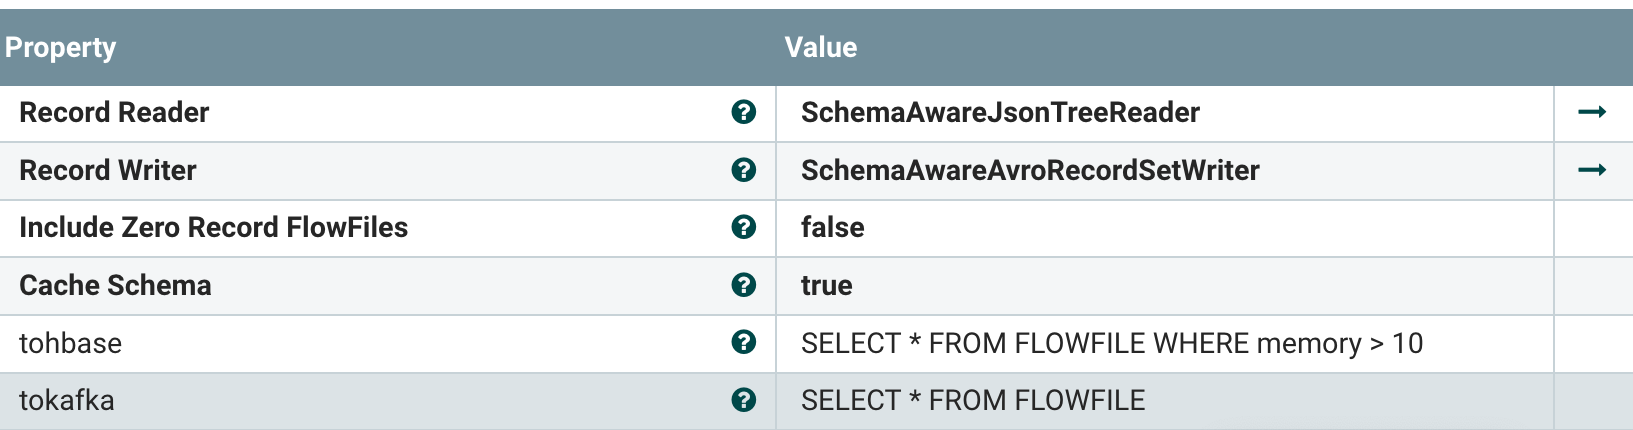 Property Value
Record Reader ? SchemaAwareJsonTreeReader
Record Writer ? SchemaAwareAvroRecordSetWriter
Include Zero Record FlowFiles ? false
Cache Schema ? true
tohbase ? SELECT * FROM FLOWFILE WHERE memory > 10
tokafka ? SELECT * FROM FLOWFILE